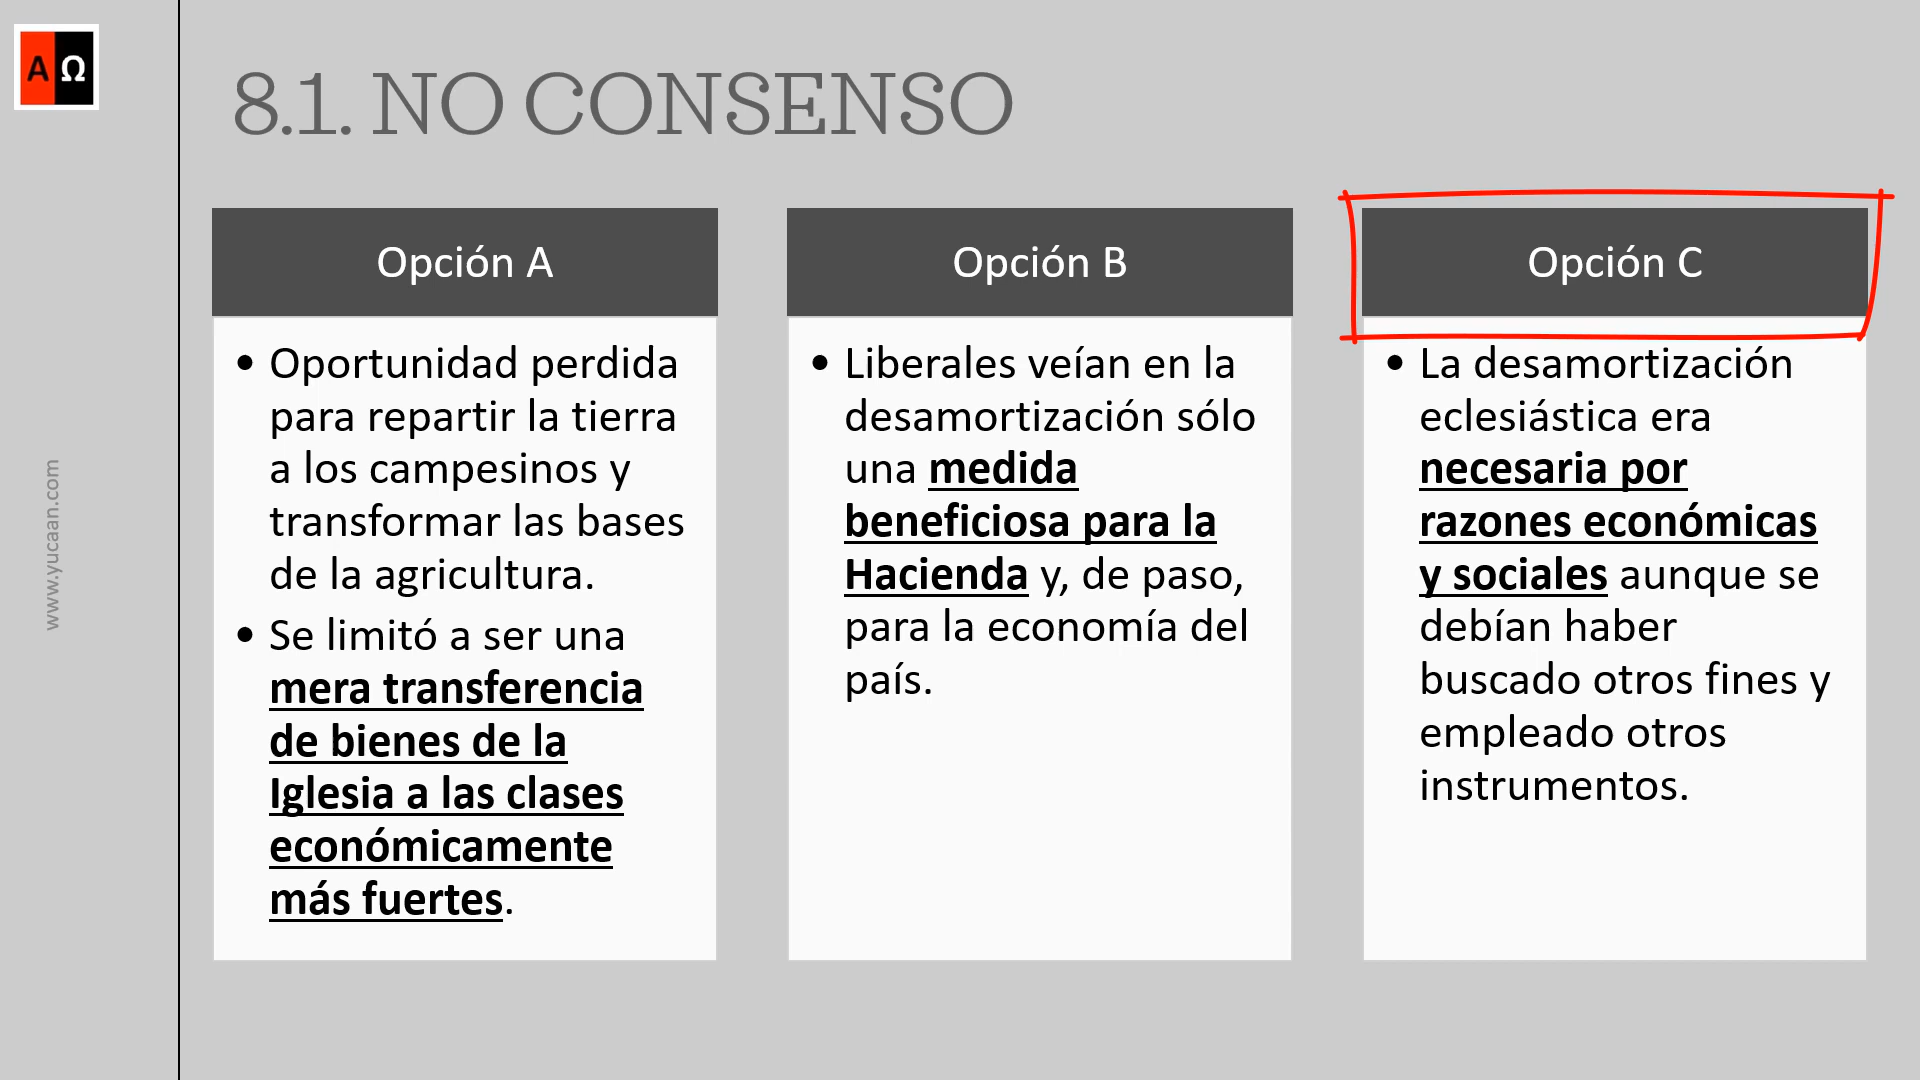 A Ω
8.1. NO CONSENSO
Opción A
• Oportunidad perdida
para repartir la tierra
a los campesinos y
transformar las bases
de la agricultura.
• Se limitó a ser una
mera transferencia
de bienes de la
Iglesia a las clases
económicamente
más fuertes.
Opción B
• Liberales veían en la
desamortización sólo
una medida
beneficiosa para la
Hacienda y, de paso,
para la economía del
país.
Opción C
• La desamortización
eclesiástica era
necesaria por
razones económicas
y sociales aunque se
debían haber
buscado otros fines y
empleado otros
instrumentos.
www.yucaan.com